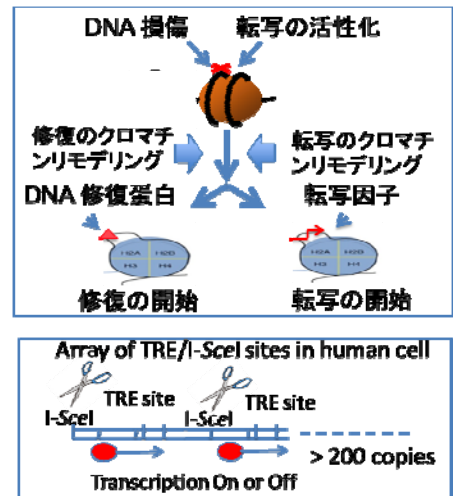 DNA 損傷 転写の活性化
修復のクロマチ
ンリモデリング
転写のクロマチ
ンリモデリング
DNA 修復蛋白 転写因子
H2A H2B
H3 H4
H2A H2B
H3 H4
修復の開始 転写の開始
Array of TRE/I-SceI sites in human cell
I-SceI TRE site I-SceI TRE site
> 200 copies
Transcription On or Off